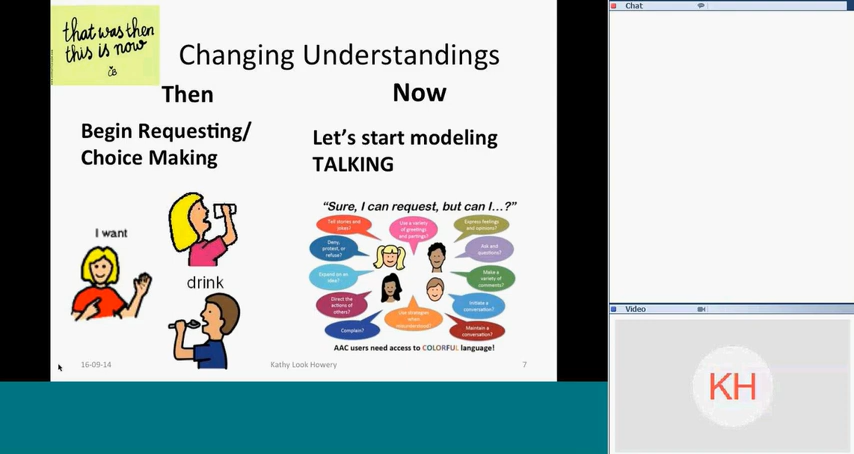 Chat
that was then
this is now
Changing Understandings
Then
Now
Begin Requesting/
Choice Making
Let's start modeling
TALKING
"Sure, I can request, but can I...?"
Tell stories and
jokes?
Use a variety
of greetings
and partings?
Express feelings
and opinions?
Deny,
protest, or
refuse?
Ask and
questions?
Expand on an
idea?
Make a
variety of
comments?
Direct the
actions of
others?
Use strategies
when
misunderstood?
Initiate a
conversation?
Complain?
Maintain a
conversation?
AAC users need access to COLORFUL language!
I want
drink
16-09-14
Kathy Look Howery
7
Video
KH